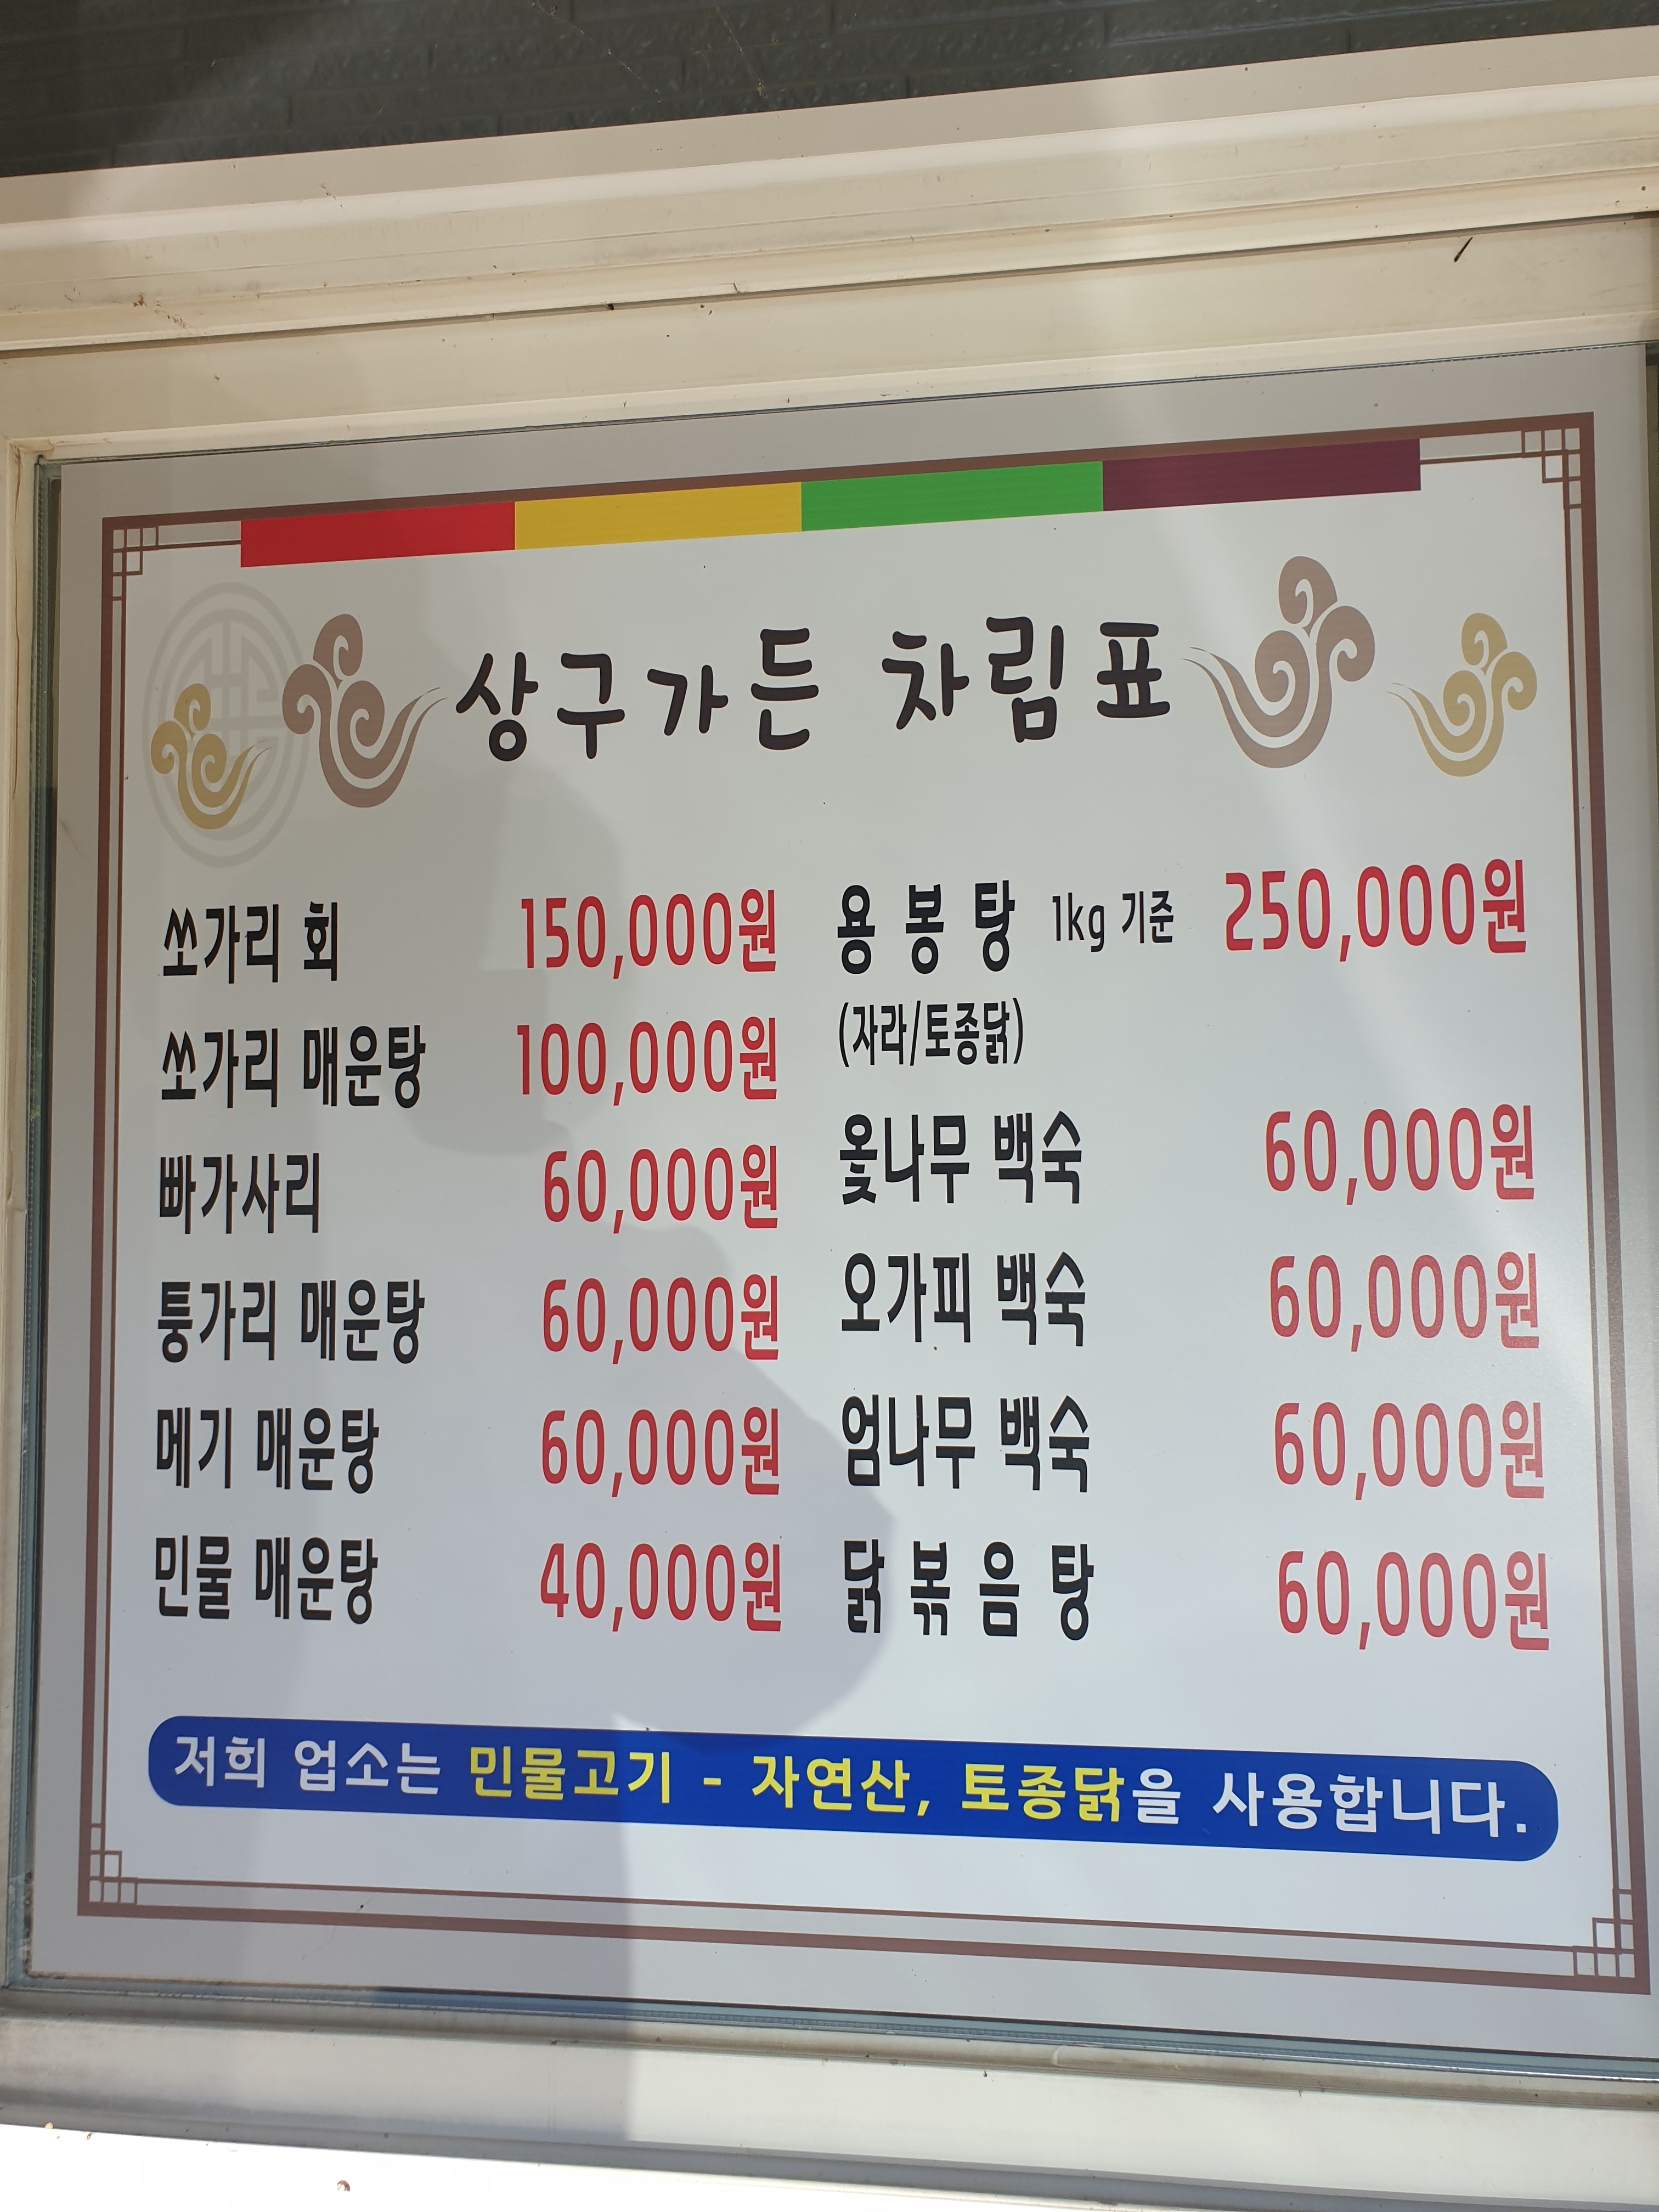 상구가든 차림표
쏘가리 회 150,000원
쏘가리 매운탕 100,000원
빠가사리 60,000원
퉁가리 매운탕 60,000원
메기 매운탕 60,000원
민물 매운탕 40,000원
용 봉 탕 1kg 기준 250,000원
(자라/토종닭)
옻나무 백숙 60,000원
오가피 백숙 60,000원
엄나무 백숙 60,000원
닭 볶 음 탕 60,000원
저희 업소는 민물고기 - 자연산, 토종닭을 사용합니다.